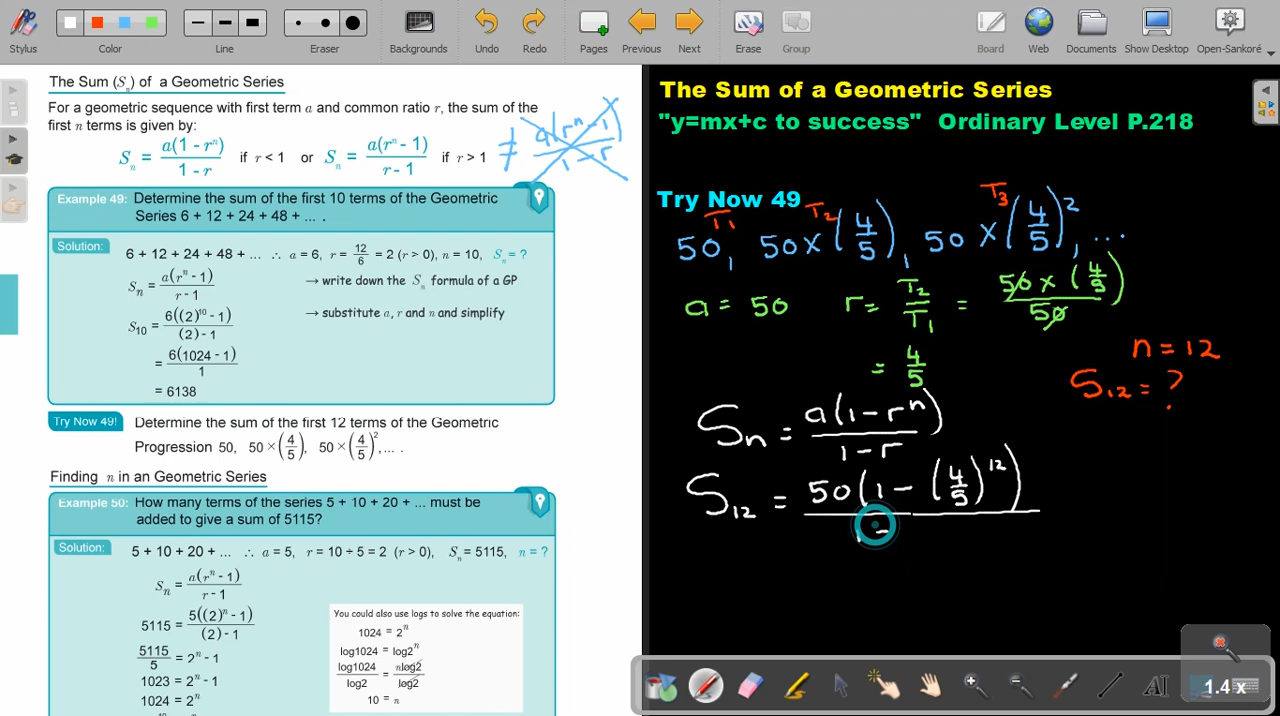 Stylus Color Line Eraser Backgrounds Undo Redo Pages Previous Next Erase Group Board Web Documents Show Desktop Open-Sankoré
The Sum (Sₙ) of a Geometric Series
For a geometric sequence with first term a and common ratio r, the sum of the
first n terms is given by:
Sₙ = a(1 - rⁿ)/1 - r if r < 1 or Sₙ = a(rⁿ - 1)/r - 1 if r > 1 ≠ a(rⁿ - 1)/1 - r
Example 49: Determine the sum of the first 10 terms of the Geometric
Series 6 + 12 + 24 + 48 + ... .
Solution:
6 + 12 + 24 + 48 + ... ∴ a = 6, r = 12/6 = 2 (r > 0), n = 10, Sₙ = ?
Sₙ = a(rⁿ - 1)/r - 1 → write down the Sₙ formula of a GP
S₁₀ = 6((2)¹⁰ - 1)/(2) - 1 → substitute a, r and n and simplify
= 6(1024 - 1)/1
= 6138
Try Now 49! Determine the sum of the first 12 terms of the Geometric
Progression 50, 50 × (4/5), 50 × (4/5)², ... .
Finding n in an Geometric Series
Example 50: How many terms of the series 5 + 10 + 20 + ... must be
added to give a sum of 5115?
Solution:
5 + 10 + 20 + ... ∴ a = 5, r = 10 ÷ 5 = 2 (r > 0), Sₙ = 5115, n = ?
Sₙ = a(rⁿ - 1)/r - 1
5115 = 5((2)ⁿ - 1)/(2) - 1
5115/5 = 2ⁿ - 1
1023 = 2ⁿ - 1
1024 = 2ⁿ
You could also use logs to solve the equation:
1024 = 2ⁿ
log1024 = log2ⁿ
log1024/log2 = nlog2/log2
10 = n
The Sum of a Geometric Series
"y=mx+c to success" Ordinary Level P.218
Try Now 49
T₁ T₂ T₃
50, 50 × (4/5), 50 × (4/5)², ...
a = 50 r = T₂/T₁ = 50 × (4/5)/50
= 4/5
n = 12
S₁₂ = ?
Sₙ = a(1 - rⁿ)/1 - r
S₁₂ = 50(1 - (4/5)¹²)/1 -
1.4 x